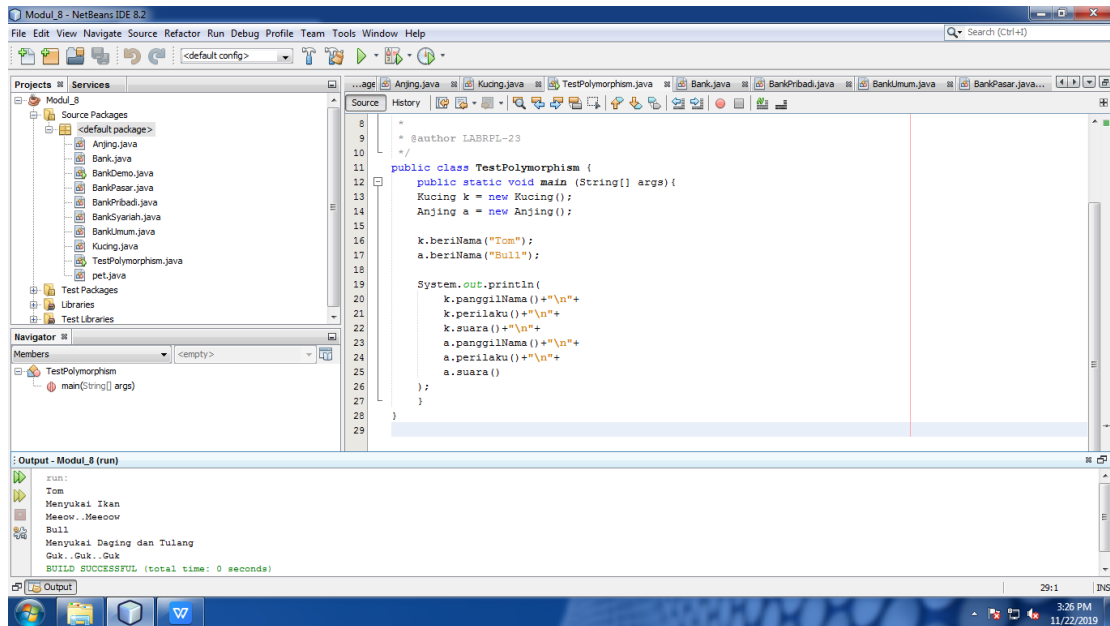 Modul_8 - NetBeans IDE 8.2
File Edit View Navigate Source Refactor Run Debug Profile Team Tools Window Help
Search (Ctrl+I)
<default config>
Projects Services
Modul_8
Source Packages
<default package>
Anjing.java
Bank.java
BankDemo.java
BankPasar.java
BankPribadi.java
BankSyariah.java
BankUmum.java
Kucing.java
TestPolymorphism.java
pet.java
Test Packages
Libraries
Test Libraries
Navigator
Members <empty>
TestPolymorphism
main(String[] args)
...age Anjing.java Kucing.java TestPolymorphism.java Bank.java BankPribadi.java BankUmum.java BankPasar.java...
Source History
8 *
9 * @author LABRPL-23
10 */
11 public class TestPolymorphism {
12 public static void main (String[] args){
13 Kucing k = new Kucing();
14 Anjing a = new Anjing();
15
16 k.beriNama("Tom");
17 a.beriNama("Bull");
18
19 System.out.println(
20 k.panggilNama()+"\n"+
21 k.perilaku()+"\n"+
22 k.suara()+"\n"+
23 a.panggilNama()+"\n"+
24 a.perilaku()+"\n"+
25 a.suara()
26 );
27 }
28 }
29
Output - Modul_8 (run)
run:
Tom
Menyukai Ikan
Meeow..Meeoow
Bull
Menyukai Daging dan Tulang
Guk..Guk..Guk
BUILD SUCCESSFUL (total time: 0 seconds)
Output
29:1 INS
3:26 PM
11/22/2019